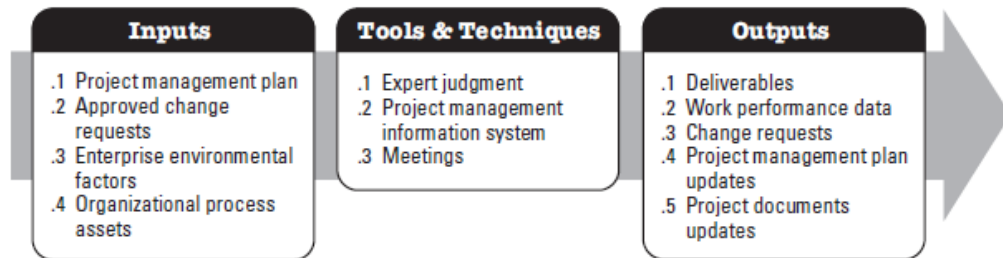 Inputs
.1 Project management plan
.2 Approved change
requests
.3 Enterprise environmental
factors
.4 Organizational process
assets
Tools & Techniques
.1 Expert judgment
.2 Project management
information system
.3 Meetings
Outputs
.1 Deliverables
.2 Work performance data
.3 Change requests
.4 Project management plan
updates
.5 Project documents
updates